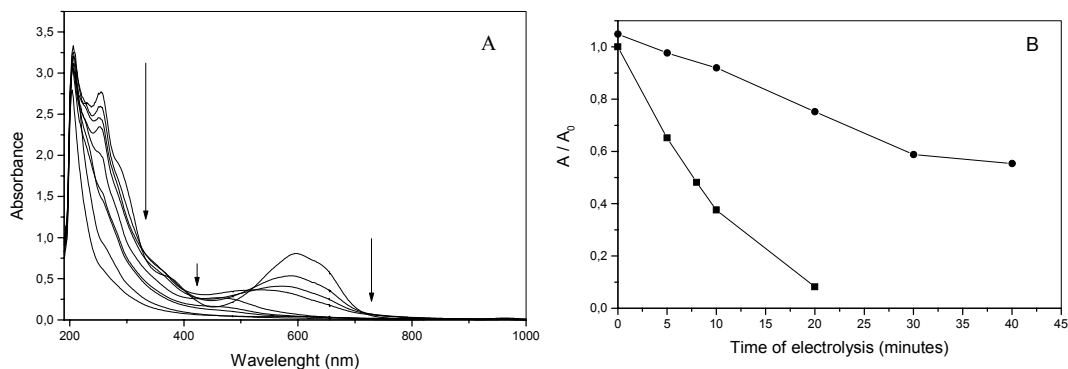 A
3,5
3,0
2,5
2,0
1,5
1,0
0,5
0,0
Absorbance
200 400 600 800 1000
Wavelenght (nm)
B
1,0
0,8
0,6
0,4
0,2
0,0
A / A₀
0 5 10 15 20 25 30 35 40 45
Time of electrolysis (minutes)